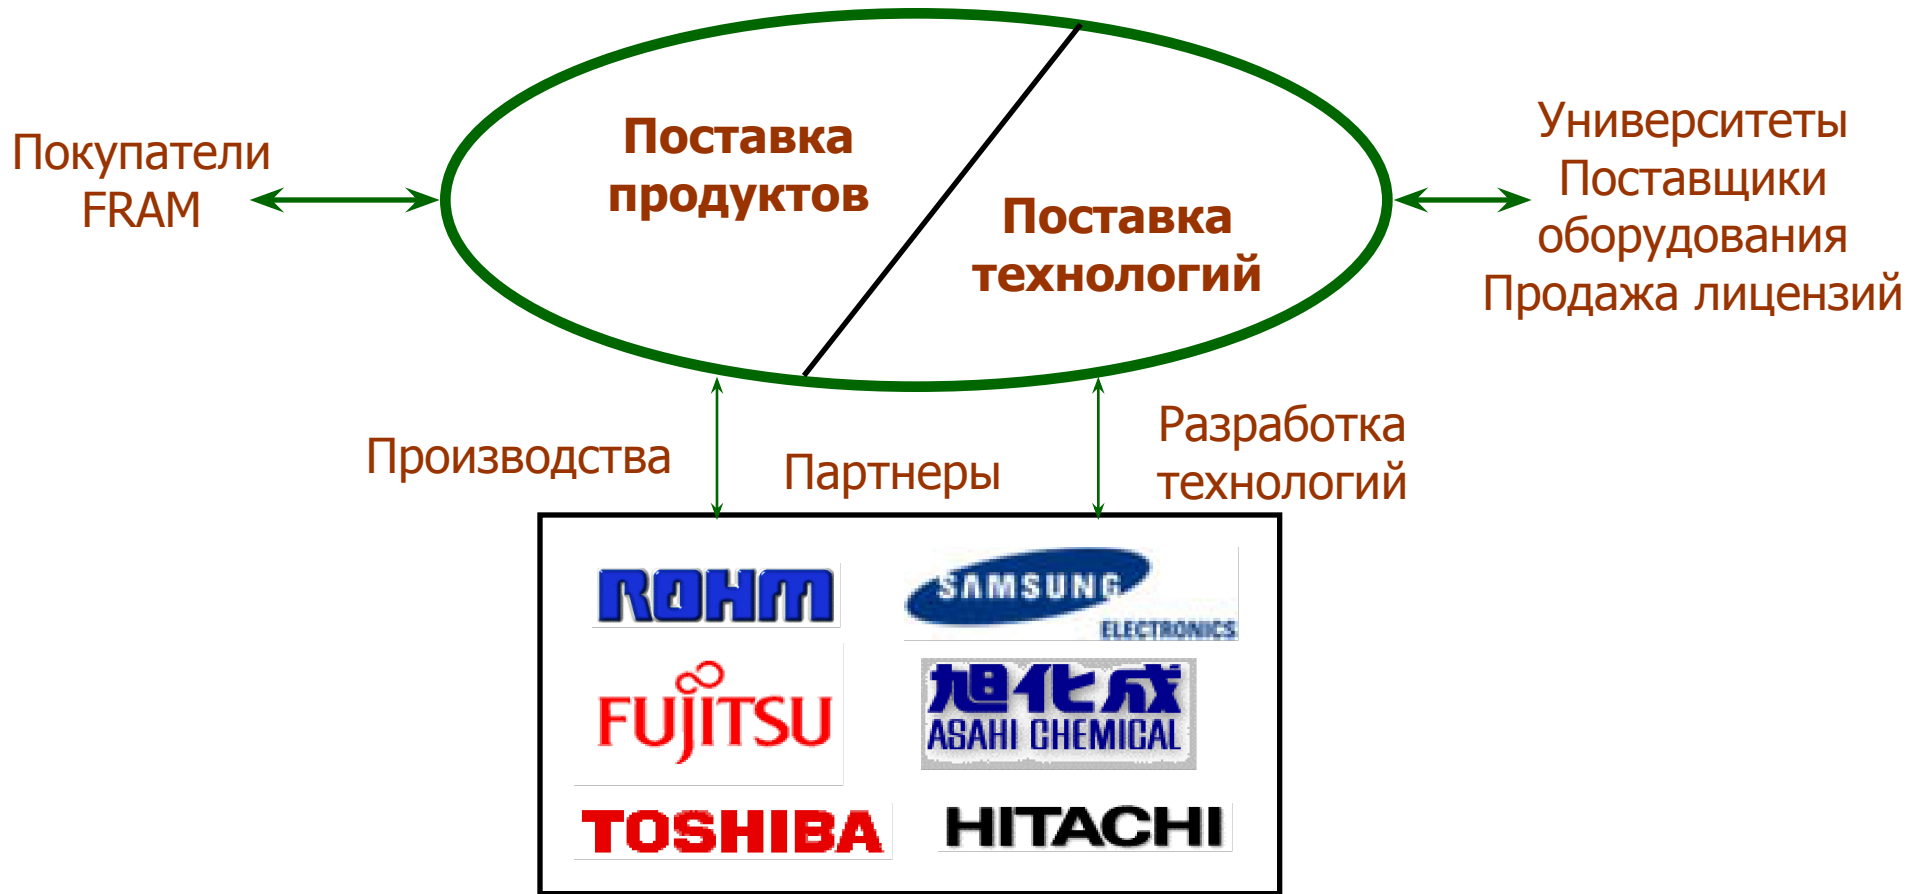 Покупатели
FRAM
Поставка
продуктов
Поставка
технологий
Университеты
Поставщики
оборудования
Продажа лицензий
Производства
Партнеры
Разработка
технологий
ROHM
SAMSUNG
ELECTRONICS
FUJITSU
旭化成
ASAHI CHEMICAL
TOSHIBA
HITACHI